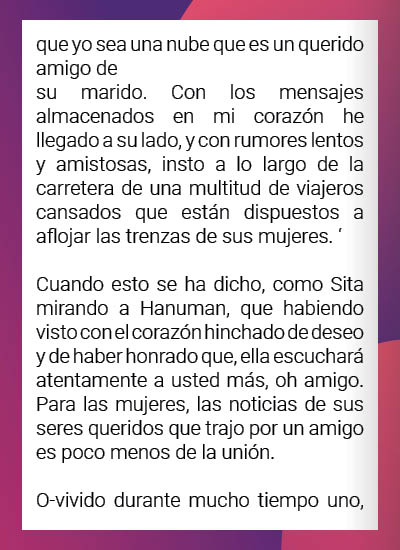 que yo sea una nube que es un querido
amigo de
su marido. Con los mensajes
almacenados en mi corazón he
llegado a su lado, y con rumores lentos
y amistosas, insto a lo largo de la
carretera de una multitud de viajeros
cansados que están dispuestos a
aflojar las trenzas de sus mujeres. ‘
Cuando esto se ha dicho, como Sita
mirando a Hanuman, que habiendo
visto con el corazón hinchado de deseo
y de haber honrado que, ella escuchará
atentamente a usted más, oh amigo.
Para las mujeres, las noticias de sus
seres queridos que trajo por un amigo
es poco menos de la unión.
O-vivido durante mucho tiempo uno,